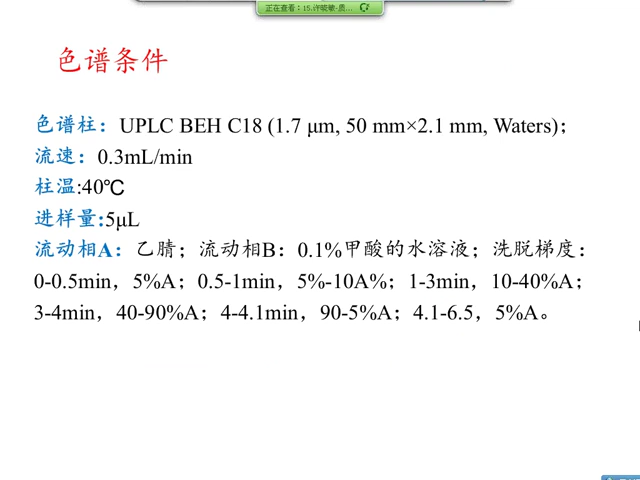 正在查看：15.许晓敏-质...
色谱条件
色谱柱：UPLC BEH C18 (1.7 μm, 50 mm×2.1 mm, Waters)；
流速：0.3mL/min
柱温:40℃
进样量:5μL
流动相A：乙腈；流动相B：0.1%甲酸的水溶液；洗脱梯度：
0-0.5min，5%A；0.5-1min，5%-10A%；1-3min，10-40%A；
3-4min，40-90%A；4-4.1min，90-5%A；4.1-6.5，5%A。